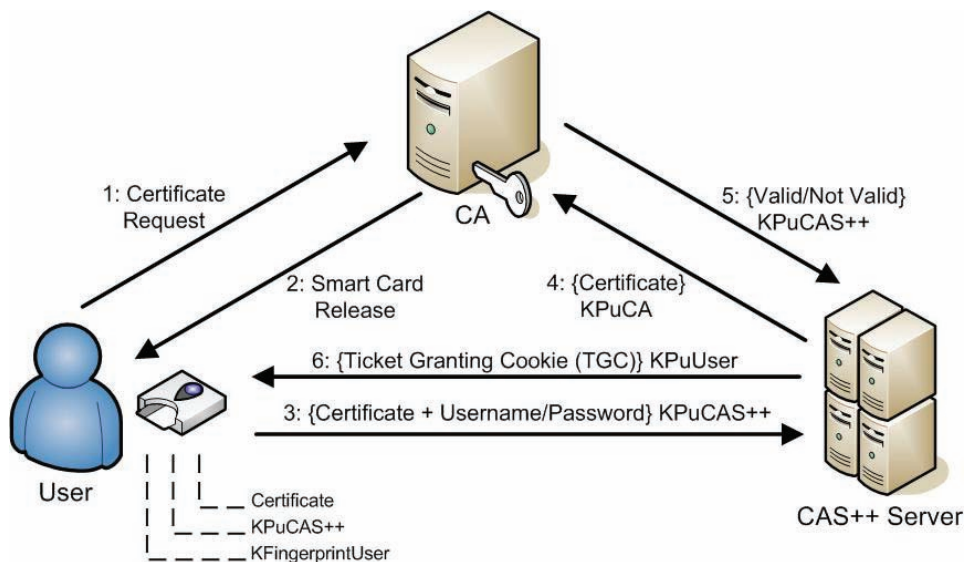 1: Certificate
Request
CA
5: {Valid/Not Valid}
KPuCAS++
2: Smart Card
Release
4: {Certificate}
KPuCA
6: {Ticket Granting Cookie (TGC)} KPuUser
3: {Certificate + Username/Password} KPuCAS++
User
Certificate
KPuCAS++
KFingerprintUser
CAS++ Server